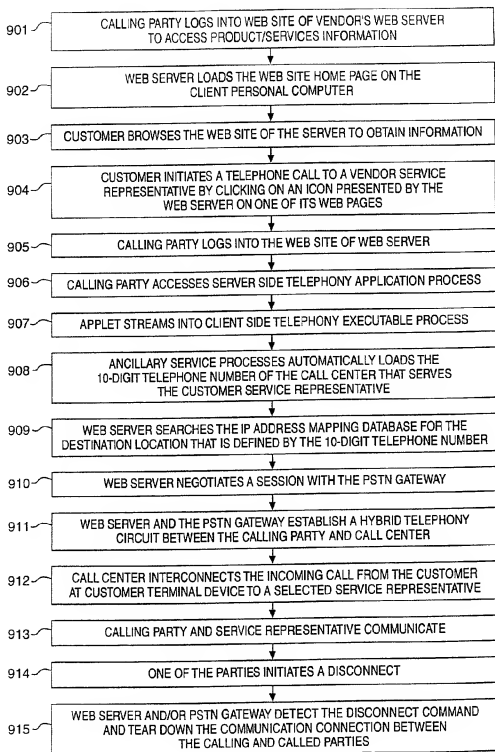 901
CALLING PARTY LOGS INTO WEB SITE OF VENDOR'S WEB SERVER
TO ACCESS PRODUCT/SERVICES INFORMATION
902
WEB SERVER LOADS THE WEB SITE HOME PAGE ON THE
CLIENT PERSONAL COMPUTER
903
CUSTOMER BROWSES THE WEB SITE OF THE SERVER TO OBTAIN INFORMATION
904
CUSTOMER INITIATES A TELEPHONE CALL TO A VENDOR SERVICE
REPRESENTATIVE BY CLICKING ON AN ICON PRESENTED BY THE
WEB SERVER ON ONE OF ITS WEB PAGES
905
CALLING PARTY LOGS INTO THE WEB SITE OF WEB SERVER
906
CALLING PARTY ACCESSES SERVER SIDE TELEPHONY APPLICATION PROCESS
907
APPLET STREAMS INTO CLIENT SIDE TELEPHONY EXECUTABLE PROCESS
908
ANCILLARY SERVICE PROCESSES AUTOMATICALLY LOADS THE
10-DIGIT TELEPHONE NUMBER OF THE CALL CENTER THAT SERVES
THE CUSTOMER SERVICE REPRESENTATIVE
909
WEB SERVER SEARCHES THE IP ADDRESS MAPPING DATABASE FOR THE
DESTINATION LOCATION THAT IS DEFINED BY THE 10-DIGIT TELEPHONE NUMBER
910
WEB SERVER NEGOTIATES A SESSION WITH THE PSTN GATEWAY
911
WEB SERVER AND THE PSTN GATEWAY ESTABLISH A HYBRID TELEPHONY
CIRCUIT BETWEEN THE CALLING PARTY AND CALL CENTER
912
CALL CENTER INTERCONNECTS THE INCOMING CALL FROM THE CUSTOMER
AT CUSTOMER TERMINAL DEVICE TO A SELECTED SERVICE REPRESENTATIVE
913
CALLING PARTY AND SERVICE REPRESENTATIVE COMMUNICATE
914
ONE OF THE PARTIES INITIATES A DISCONNECT
915
WEB SERVER AND/OR PSTN GATEWAY DETECT THE DISCONNECT COMMAND
AND TEAR DOWN THE COMMUNICATION CONNECTION BETWEEN
THE CALLING AND CALLED PARTIES